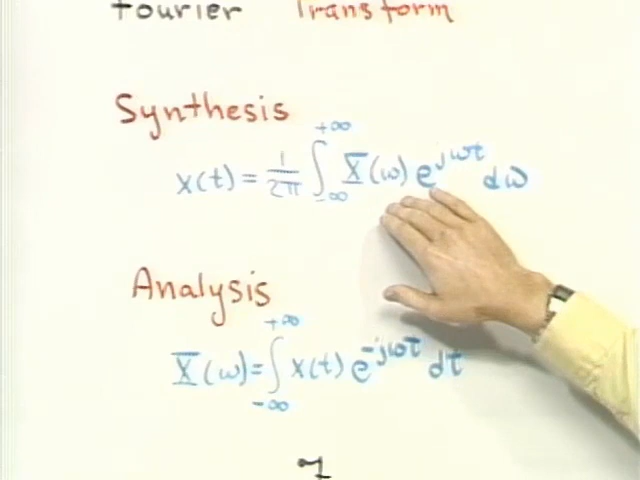 Fourier Transform
Synthesis
x(t) = 1/2π ∫_{-∞}^{+∞} X(ω) e^{jωt} dω
Analysis
X(ω) = ∫_{-∞}^{+∞} x(t) e^{-jωt} dt